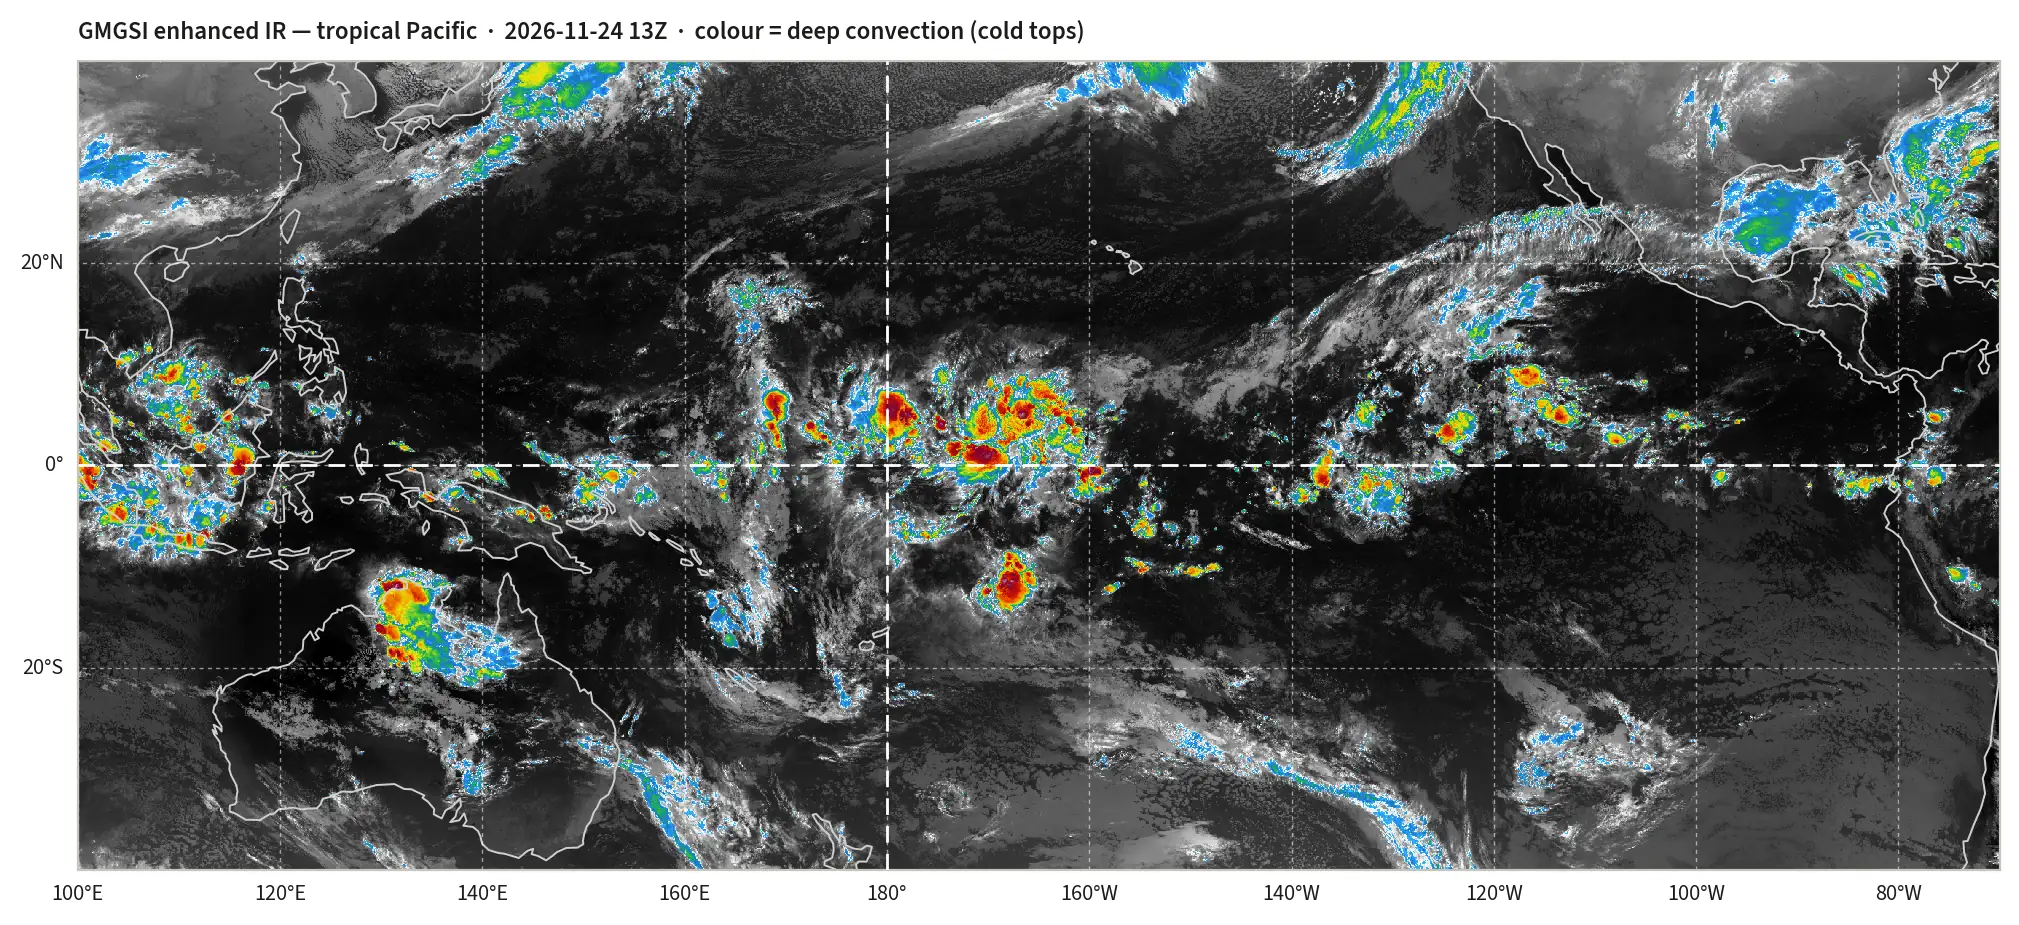 GMGSI enhanced IR — tropical Pacific · 2026-11-24 13Z · colour = deep convection (cold tops)
20°N
0°
20°S
100°E 120°E 140°E 160°E 180° 160°W 140°W 120°W 100°W 80°W